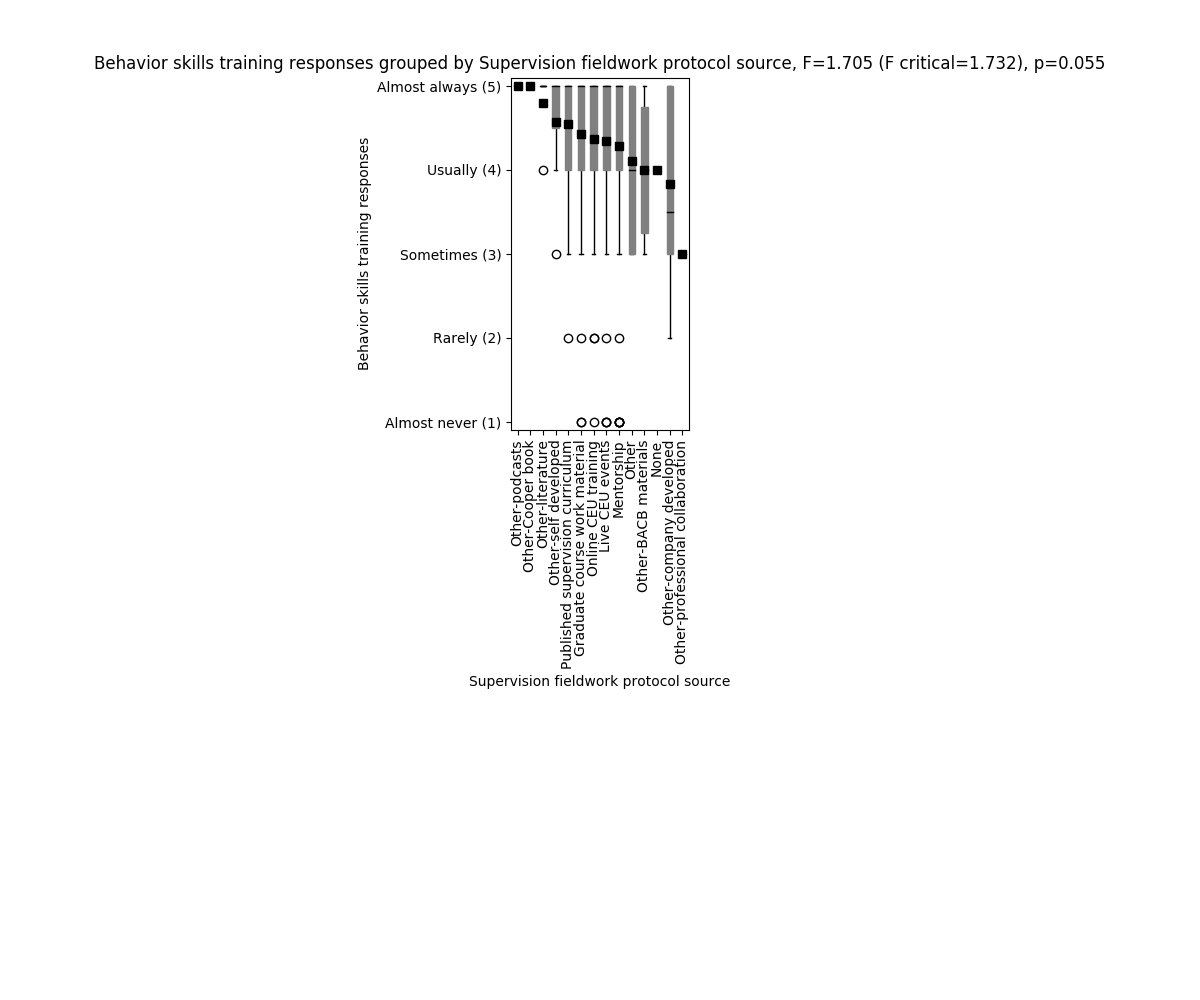 Behavior skills training responses grouped by Supervision fieldwork protocol source, F=1.705 (F critical=1.732), p=0.055
Behavior skills training responses
Almost always (5)
Usually (4)
Sometimes (3)
Rarely (2)
Almost never (1)
Other-podcasts
Other-Cooper book
Other-literature
Other-self developed
Published supervision curriculum
Graduate course work material
Online CEU training
Live CEU events
Mentorship
Other
Other-BACB materials
None
Other-company developed
Other-professional collaboration
Supervision fieldwork protocol source